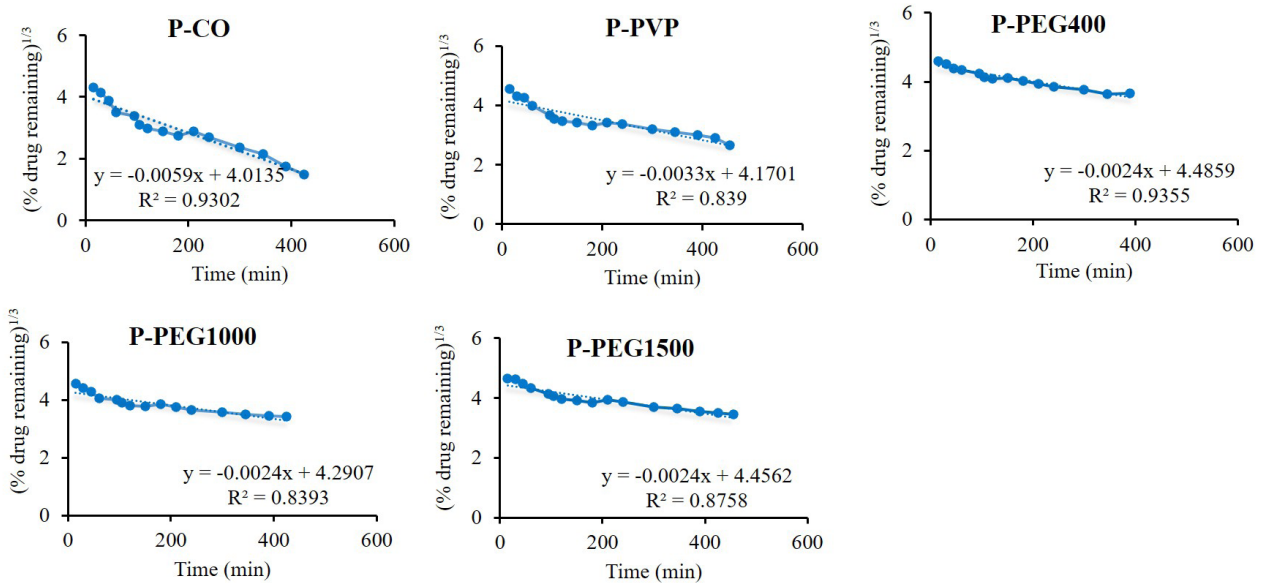 P-CO
(% drug remaining)^1/3
6
4
2
0
y = -0.0059x + 4.0135
R² = 0.9302
0 200 400 600
Time (min)
P-PVP
(% drug remaining)^1/3
6
4
2
0
y = -0.0033x + 4.1701
R² = 0.839
0 200 400 600
Time (min)
P-PEG400
(% drug remaining)^1/3
6
4
2
0
y = -0.0024x + 4.4859
R² = 0.9355
0 200 400 600
Time (min)
P-PEG1000
(% drug remaining)^1/3
6
4
2
0
y = -0.0024x + 4.2907
R² = 0.8393
0 200 400 600
Time (min)
P-PEG1500
(% drug remaining)^1/3
6
4
2
0
y = -0.0024x + 4.4562
R² = 0.8758
0 200 400 600
Time (min)